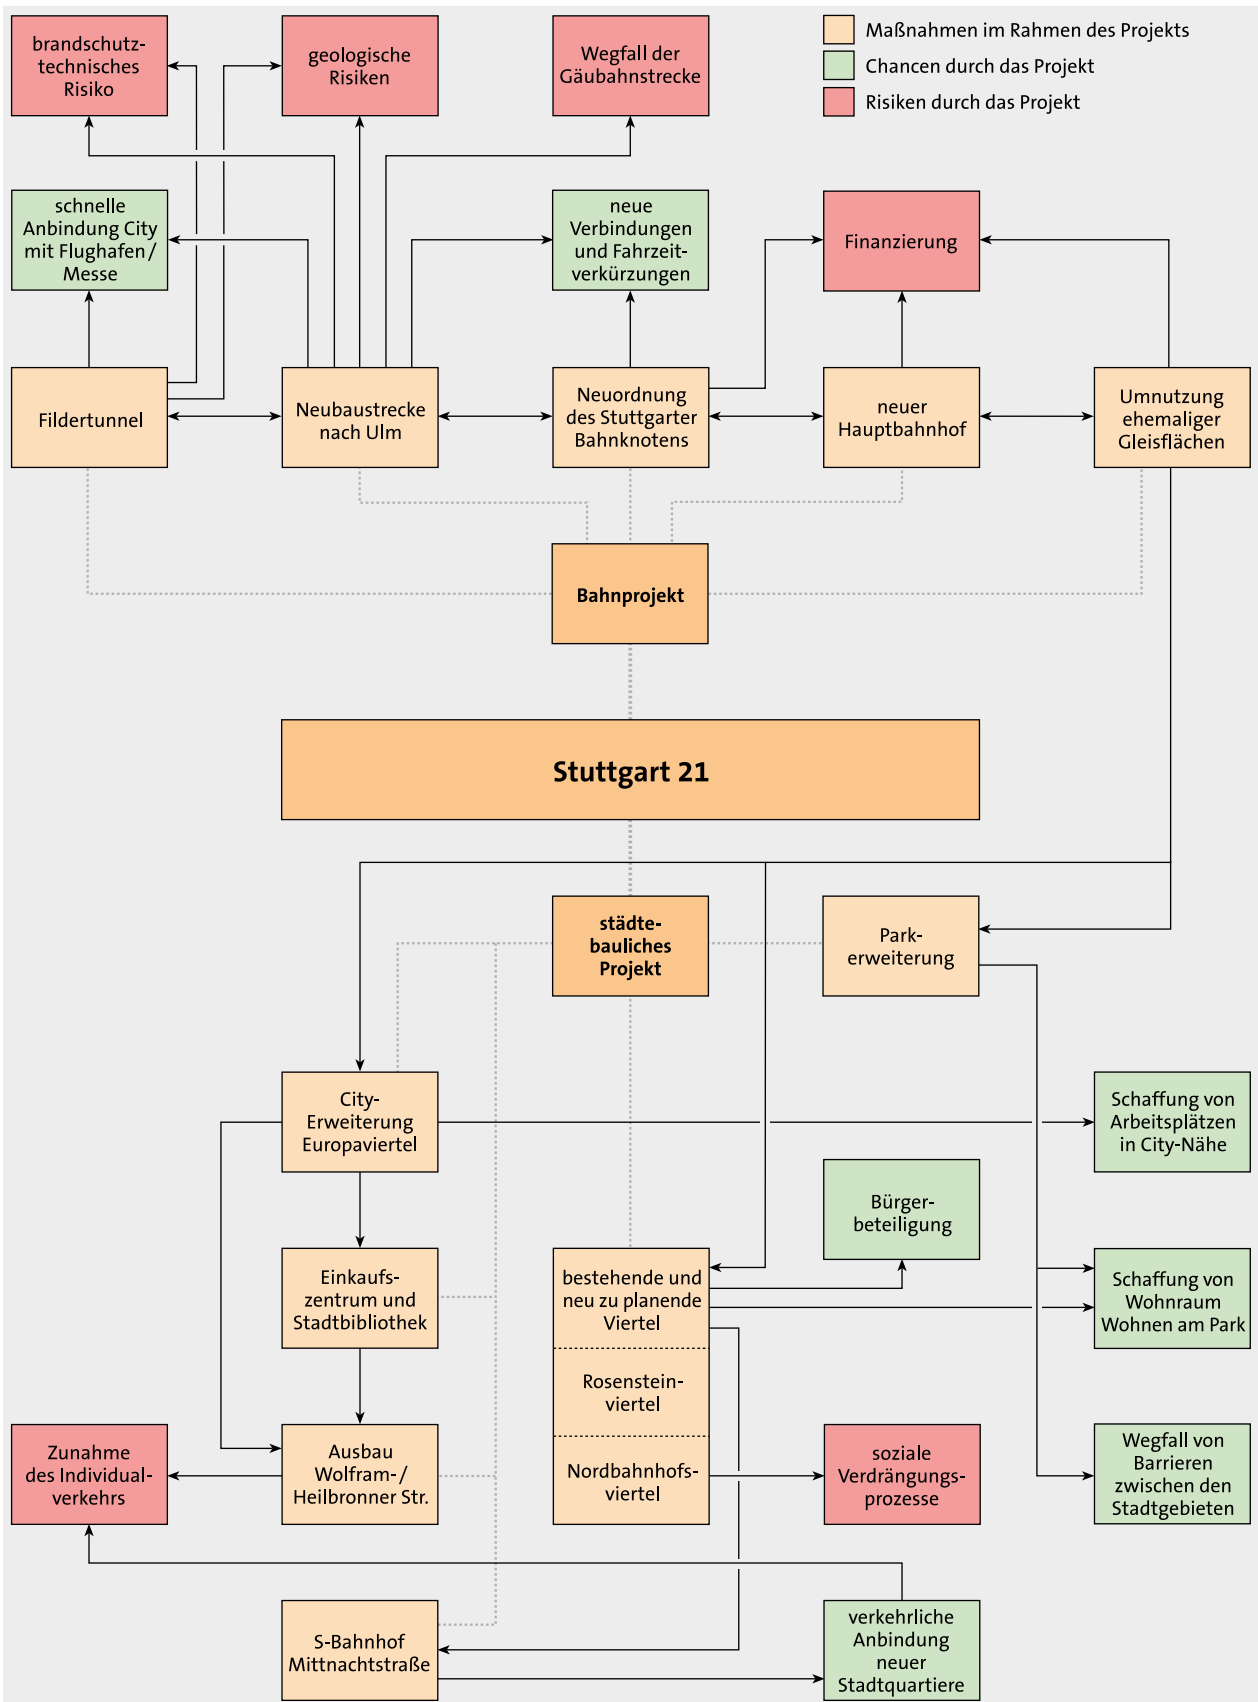 brandschutz-
technisches
Risiko
geologische
Risiken
Wegfall der
Gäubahnstrecke
Maßnahmen im Rahmen des Projekts
Chancen durch das Projekt
Risiken durch das Projekt
schnelle
Anbindung City
mit Flughafen/
Messe
neue
Verbindungen
und Fahrzeit-
verkürzungen
Finanzierung
Fildertunnel
Neubaustrecke
nach Ulm
Neuordnung
des Stuttgarter
Bahnknotens
neuer
Hauptbahnhof
Umnutzung
ehemaliger
Gleisflächen
Bahnprojekt
Stuttgart 21
städte-
bauliches
Projekt
Park-
erweiterung
City-
Erweiterung
Europaviertel
Schaffung von
Arbeitsplätzen
in City-Nähe
Bürger-
beteiligung
Einkaufs-
zentrum und
Stadtbibliothek
bestehende und
neu zu planende
Viertel
Schaffung von
Wohnraum
Wohnen am Park
Rosenstein-
viertel
Zunahme
des Individual-
verkehrs
Ausbau
Wolfram-/
Heilbronner Str.
Nordbahnhofs-
viertel
soziale
Verdrängungs-
prozesse
Wegfall von
Barrieren
zwischen den
Stadtgebieten
S-Bahnhof
Mittnachtstraße
verkehrliche
Anbindung
neuer
Stadtquartiere